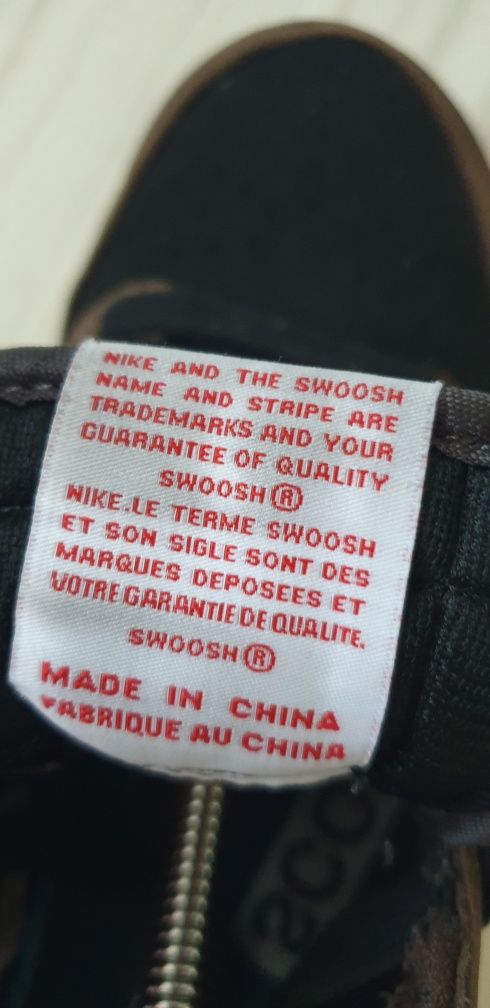 NIKE AND THE SWOOSH
NAME AND STRIPE ARE
TRADEMARKS AND YOUR
GUARANTEE OF QUALITY
SWOOSH®
NIKE.LE TERME SWOOSH
ET SON SIGLE SONT DES
MARQUES DEPOSEES ET
VOTRE GARANTIE DE QUALITE.
SWOOSH®
MADE IN CHINA
FABRIQUE AU CHINA